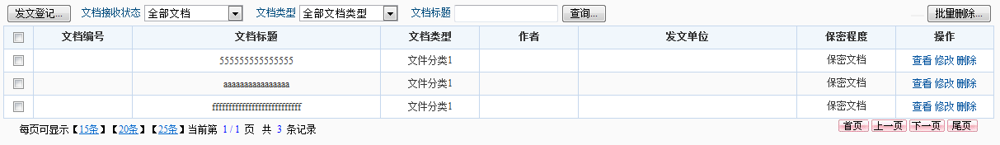 发文登记... 文档接收状态 全部文档 文档类型 全部文档类型 文档标题 查询... 批量删除...
文档编号 文档标题 文档类型 作者 发文单位 保密程度 操作
555555555555555 文件分类1 保密文档 查看 修改 删除
aaaaaaaaaaaaaaaa 文件分类1 保密文档 查看 修改 删除
ffffffffffffffffffffffffffff 文件分类1 保密文档 查看 修改 删除
每页可显示【15条】【20条】【25条】当前第 1 / 1 页 共 3 条记录 首页 上一页 下一页 尾页